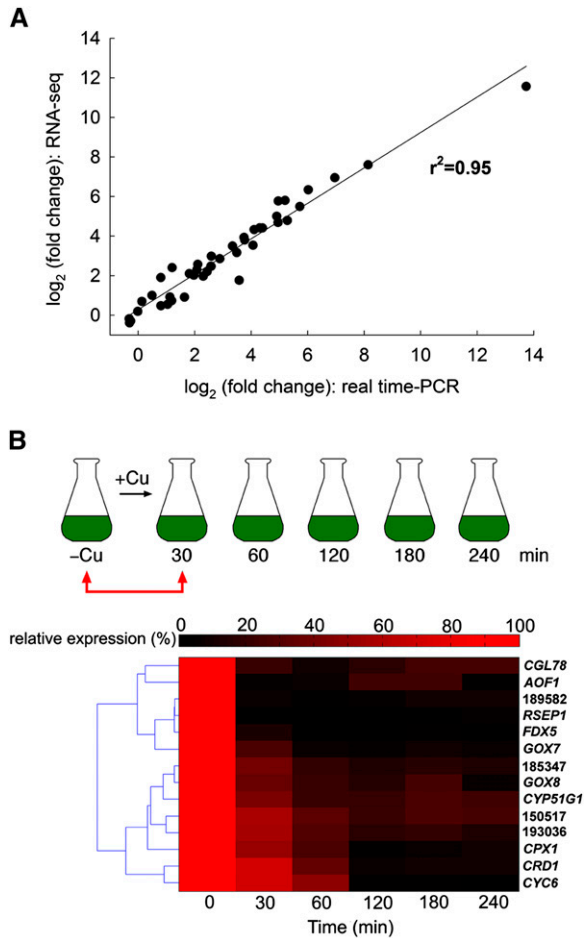 A
14
12
10
8
6
4
2
0
log2 (fold change): RNA-seq
r2=0.95
0 2 4 6 8 10 12 14
log2 (fold change): real time-PCR
B
+Cu
–Cu 30 60 120 180 240 min
relative expression (%)
0 20 40 60 80 100
CGL78
AOF1
189582
RSEP1
FDX5
GOX7
185347
GOX8
CYP51G1
150517
193036
CPX1
CRD1
CYC6
0 30 60 120 180 240
Time (min)